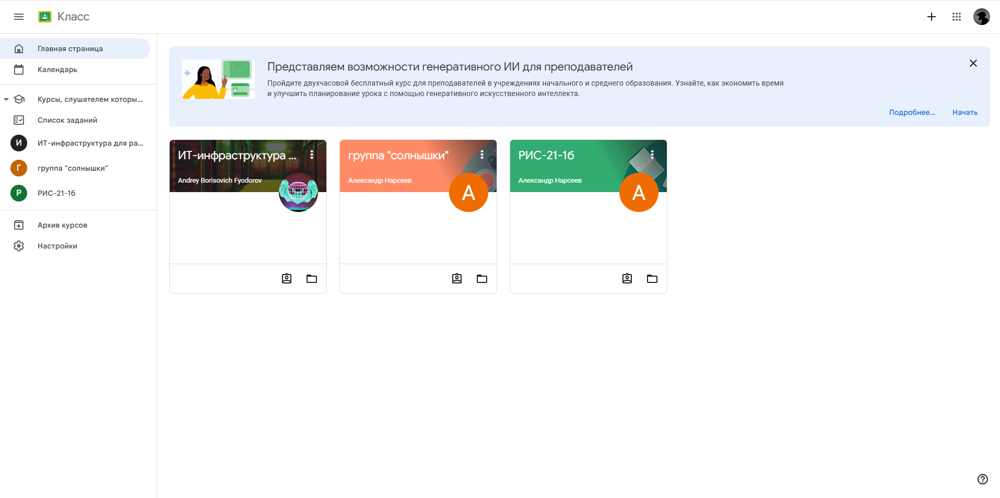 Класс
Главная страница
Календарь
Курсы, слушателем которы...
Список заданий
И
ИТ-инфраструктура для ра...
Г
группа "солнышки"
Р
РИС-21-1б
Архив курсов
Настройки
Представляем возможности генеративного ИИ для преподавателей
Пройдите двухчасовой бесплатный курс для преподавателей в учреждениях начального и среднего образования. Узнайте, как экономить время
и улучшить планирование урока с помощью генеративного искусственного интеллекта.
Подробнее...
Начать
ИТ-инфраструктура ...
Andrey Borisovich Fyodorov
группа "солнышки"
Александр Нарсеев
А
РИС-21-1б
Александр Нарсеев
А